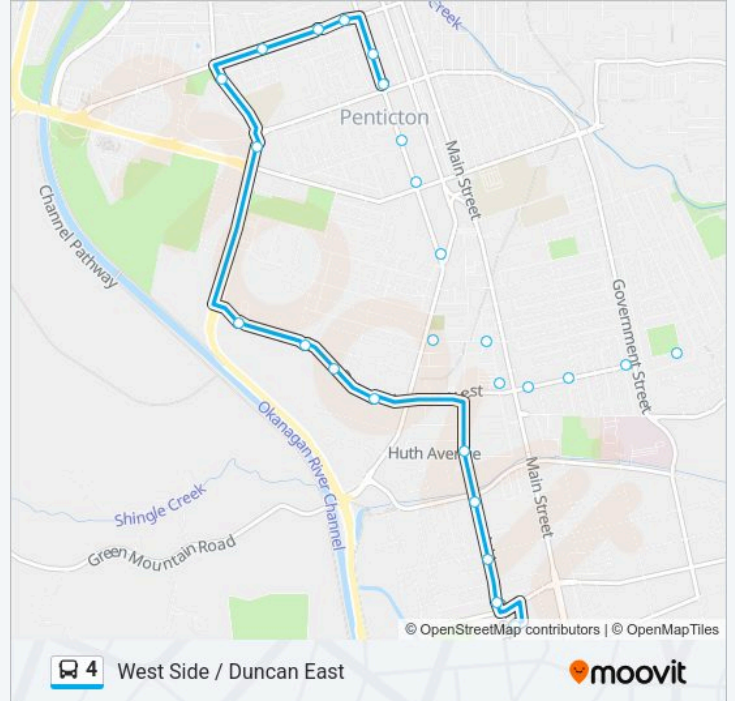 Creek
Penticton
Main Street
Channel Pathway
Government Street
est
Okanagan River Channel
Huth Avenue
Main Street
Shingle Creek
Green Mountain Road
© OpenStreetMap contributors | © OpenMapTiles
4 West Side / Duncan East
moovit